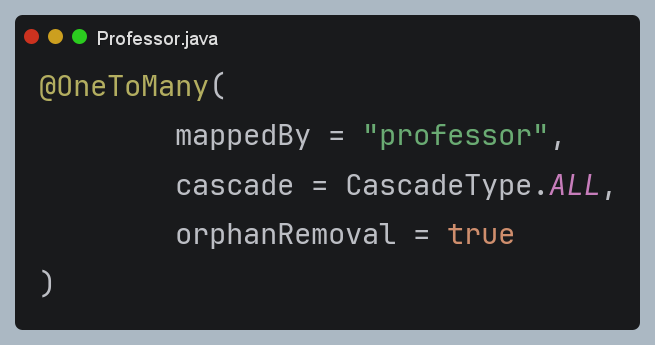 Professor.java
@OneToMany(
mappedBy = "professor",
cascade = CascadeType.ALL,
orphanRemoval = true
)